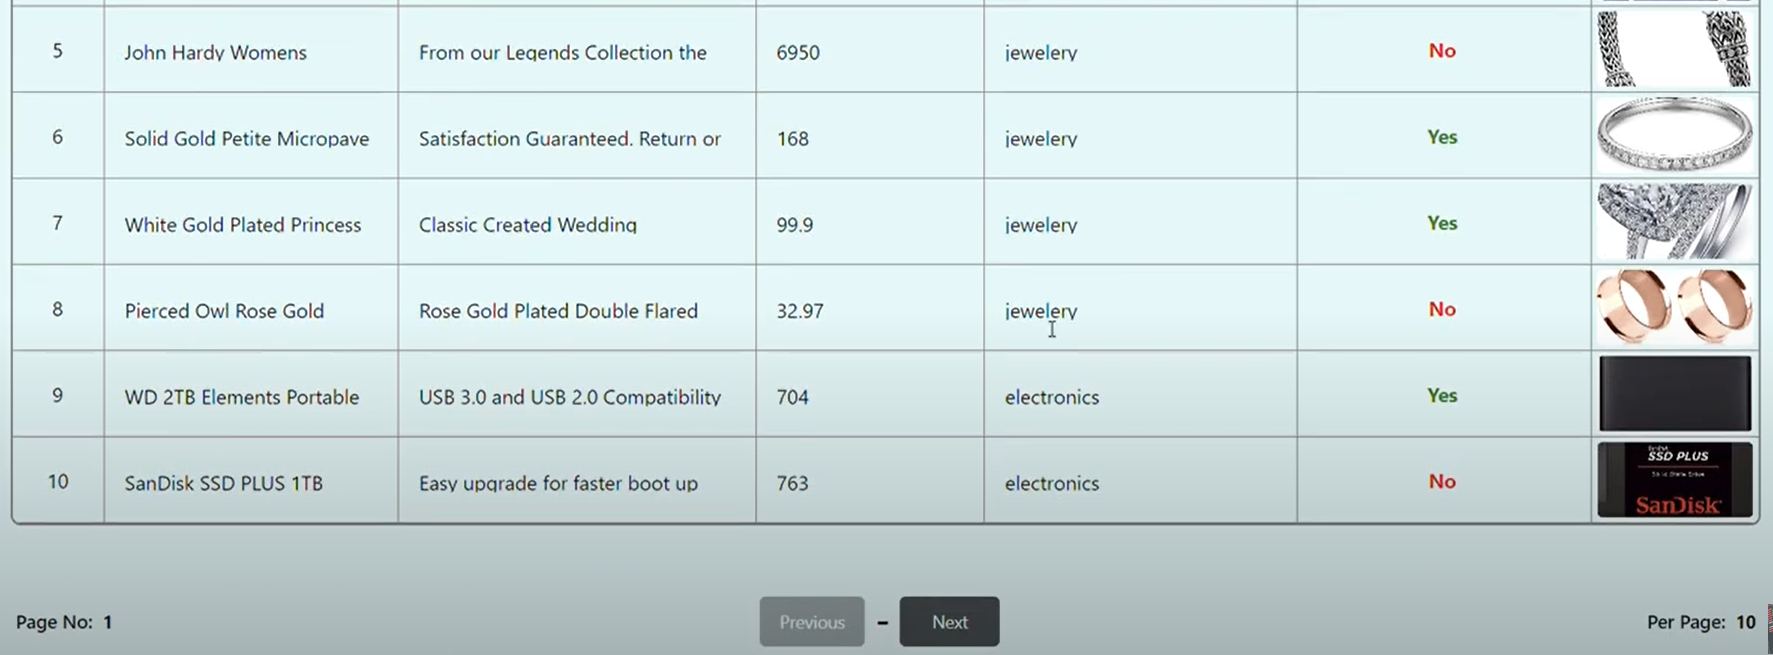 5 John Hardy Womens From our Legends Collection the 6950 jewelery No
6 Solid Gold Petite Micropave Satisfaction Guaranteed. Return or 168 jewelery Yes
7 White Gold Plated Princess Classic Created Wedding 99.9 jewelery Yes
8 Pierced Owl Rose Gold Rose Gold Plated Double Flared 32.97 jewelery No
9 WD 2TB Elements Portable USB 3.0 and USB 2.0 Compatibility 704 electronics Yes
10 SanDisk SSD PLUS 1TB Easy upgrade for faster boot up 763 electronics No
SSD PLUS
SanDisk
Page No: 1 Previous - Next Per Page: 10